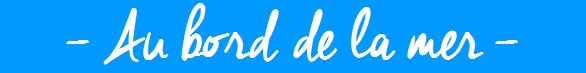 - Au bord de la mer -